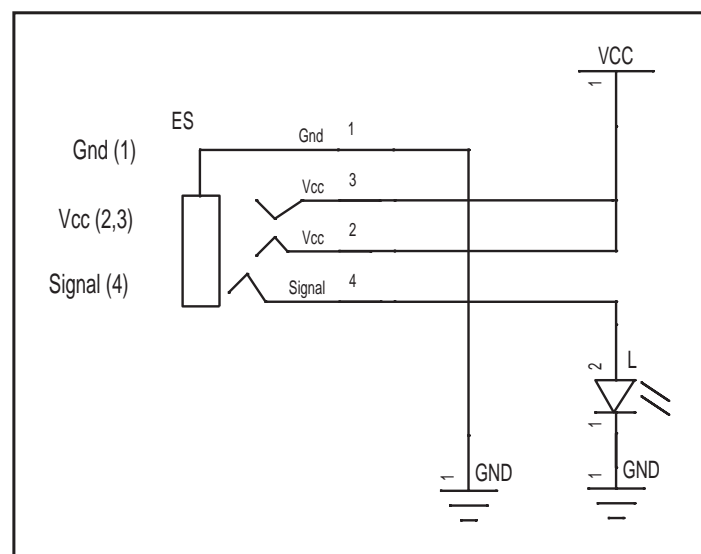 VCC
1
ES
Gnd 1
Gnd (1)
Vcc 3
Vcc (2,3)
Vcc 2
Signal (4)
Signal 4
2 L
1
1 GND
1 GND